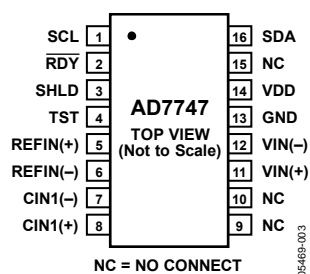 SCL 1 16 SDA
RDY 2 15 NC
SHLD 3 14 VDD
TST 4 13 GND
REFIN(+) 5 12 VIN(–)
REFIN(–) 6 11 VIN(+)
CIN1(–) 7 10 NC
CIN1(+) 8 9 NC
AD7747
TOP VIEW
(Not to Scale)
NC = NO CONNECT
05469-003